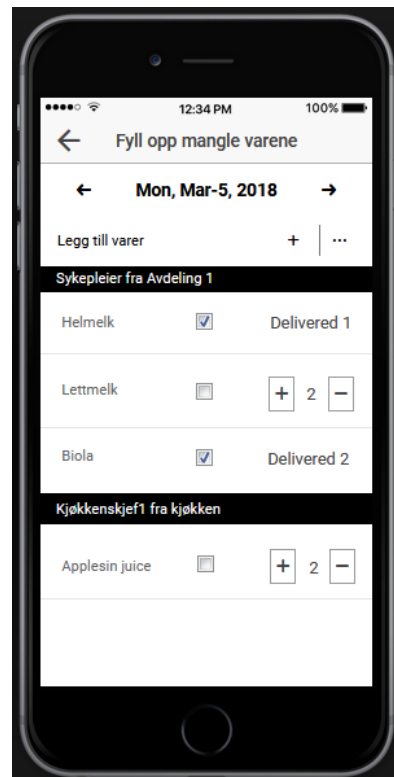 12:34 PM 100%
Fyll opp mangle varene
Mon, Mar-5, 2018
Legg till varer + ...
Sykepleier fra Avdeling 1
Helmelk Delivered 1
Lettmelk + 2 −
Biola Delivered 2
Kjøkkenskjef1 fra kjøkken
Applesin juice + 2 −